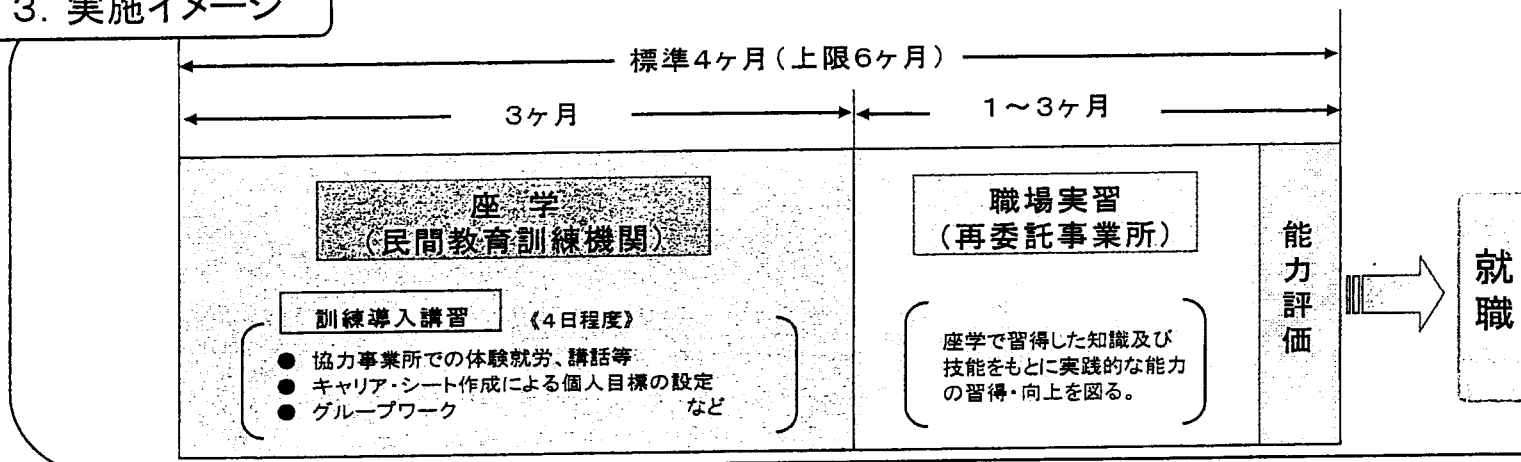 3. 実施イメージ
標準4ヶ月(上限6ヶ月)
3ヶ月
1~3ヶ月
座学
(民間教育訓練機関)
訓練導入講習 《4日程度》
● 協力事業所での体験就労、講話等
● キャリア・シート作成による個人目標の設定
● グループワーク など
職場実習
(再委託事業所)
座学で習得した知識及び
技能をもとに実践的な能力
の習得・向上を図る。
能力評価
就職